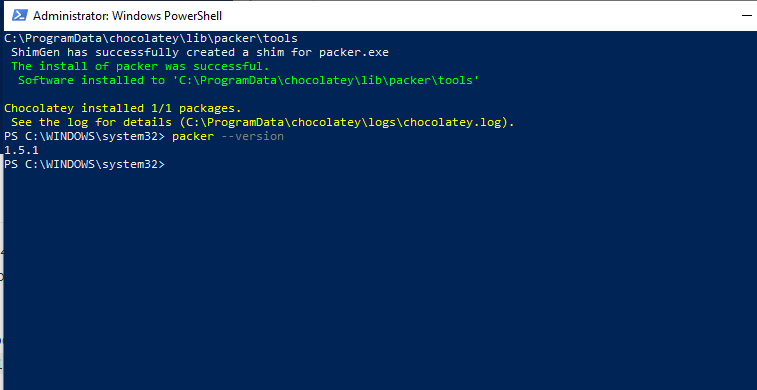 Administrator: Windows PowerShell
C:\ProgramData\chocolatey\lib\packer\tools
ShimGen has successfully created a shim for packer.exe
The install of packer was successful.
Software installed to 'C:\ProgramData\chocolatey\lib\packer\tools'
Chocolatey installed 1/1 packages.
See the log for details (C:\ProgramData\chocolatey\logs\chocolatey.log).
PS C:\WINDOWS\system32> packer --version
1.5.1
PS C:\WINDOWS\system32>